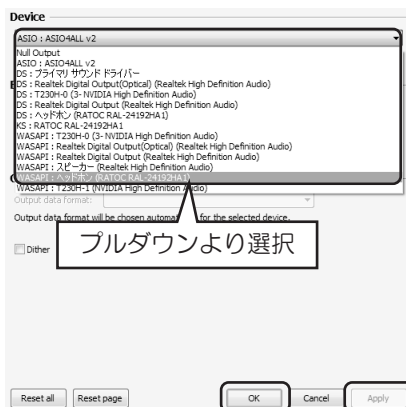 Device
ASIO : ASIO4ALL v2
Null Output
ASIO : ASIO4ALL v2
DS : プライマリ サウンド ドライバー
DS : Realtek Digital Output(Optical) (Realtek High Definition Audio)
DS : T230H-0 (3- NVIDIA High Definition Audio)
DS : Realtek Digital Output (Realtek High Definition Audio)
DS : ヘッドホン (RATOC RAL-24192HA1)
KS : RATOC RAL-24192HA1
WASAPI : T230H-0 (3- NVIDIA High Definition Audio)
WASAPI : Realtek Digital Output(Optical) (Realtek High Definition Audio)
WASAPI : Realtek Digital Output (Realtek High Definition Audio)
WASAPI : スピーカー (Realtek High Definition Audio)
WASAPI : ヘッドホン (RATOC RAL-24192HA1)
WASAPI : T230H-1 (NVIDIA High Definition Audio)
Output data format:
Output data format will be chosen for the selected device.
Dither
プルダウンより選択
Reset all Reset page OK Cancel Apply